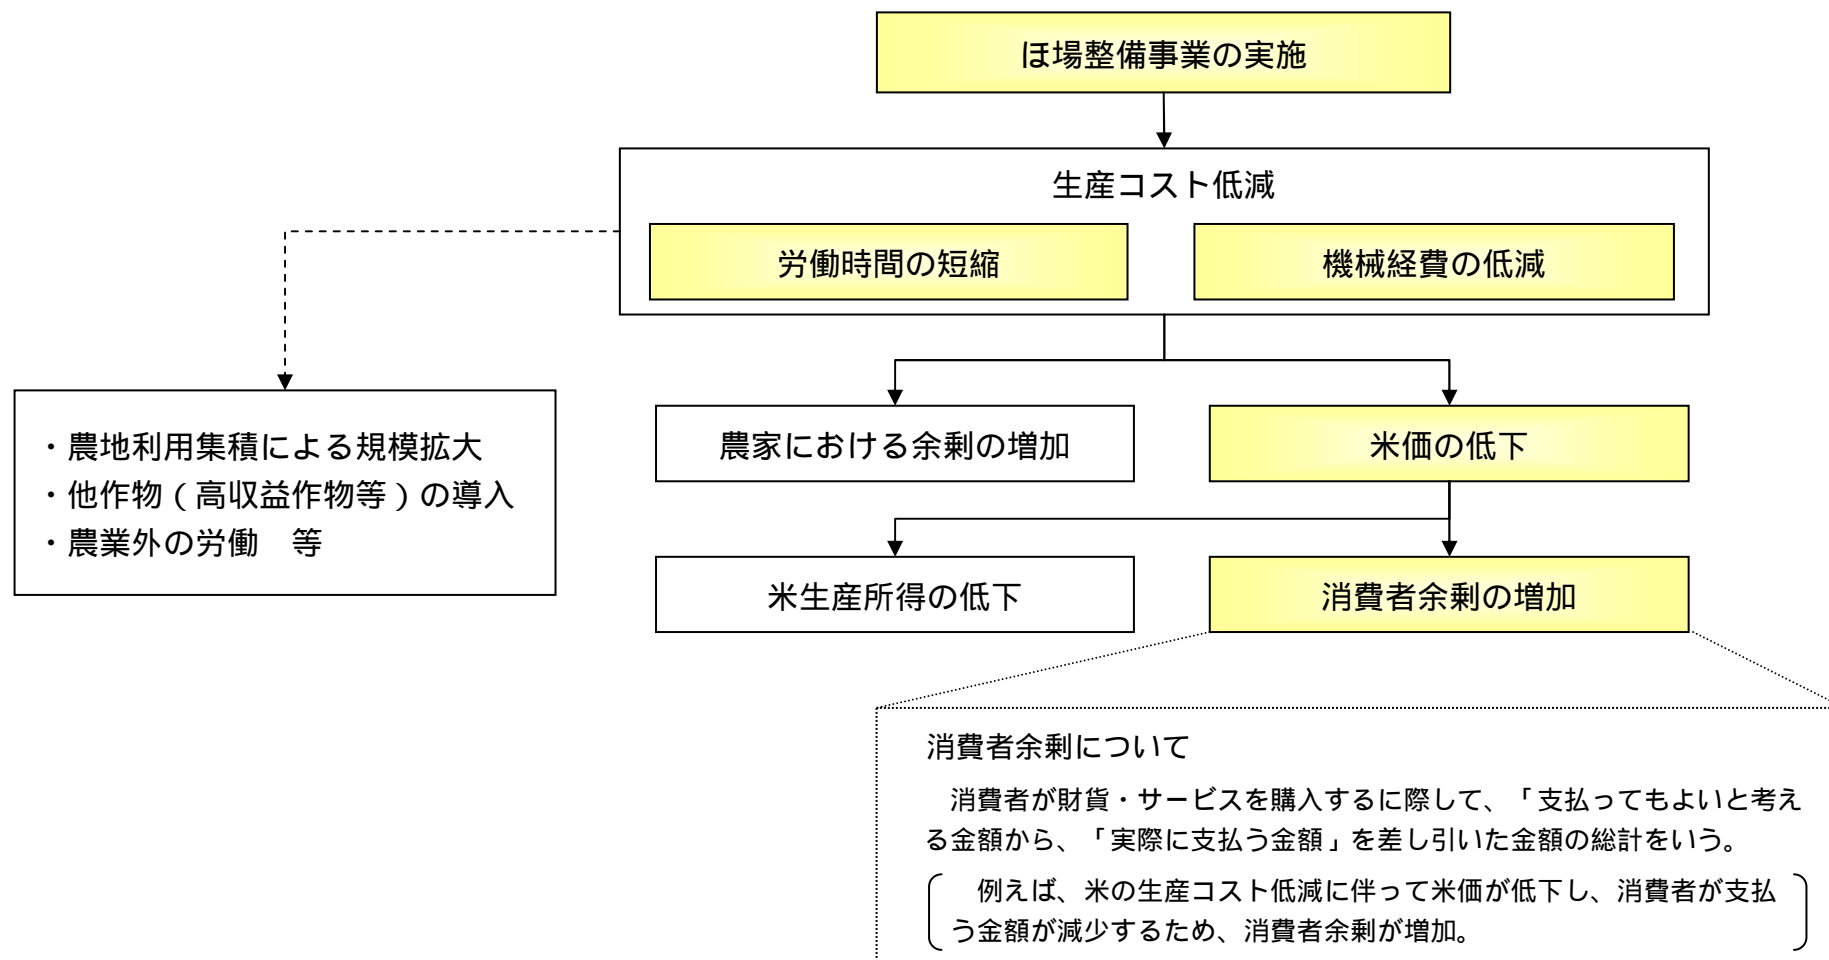 ほ場整備事業の実施
生産コスト低減
労働時間の短縮
機械経費の低減
・農地利用集積による規模拡大
・他作物（高収益作物等）の導入
・農業外の労働　等
農家における余剰の増加
米価の低下
米生産所得の低下
消費者余剰の増加
消費者余剰について
　消費者が財貨・サービスを購入するに際して、「支払ってもよいと考え
る金額から、「実際に支払う金額」を差し引いた金額の総計をいう。
　例えば、米の生産コスト低減に伴って米価が低下し、消費者が支払
う金額が減少するため、消費者余剰が増加。